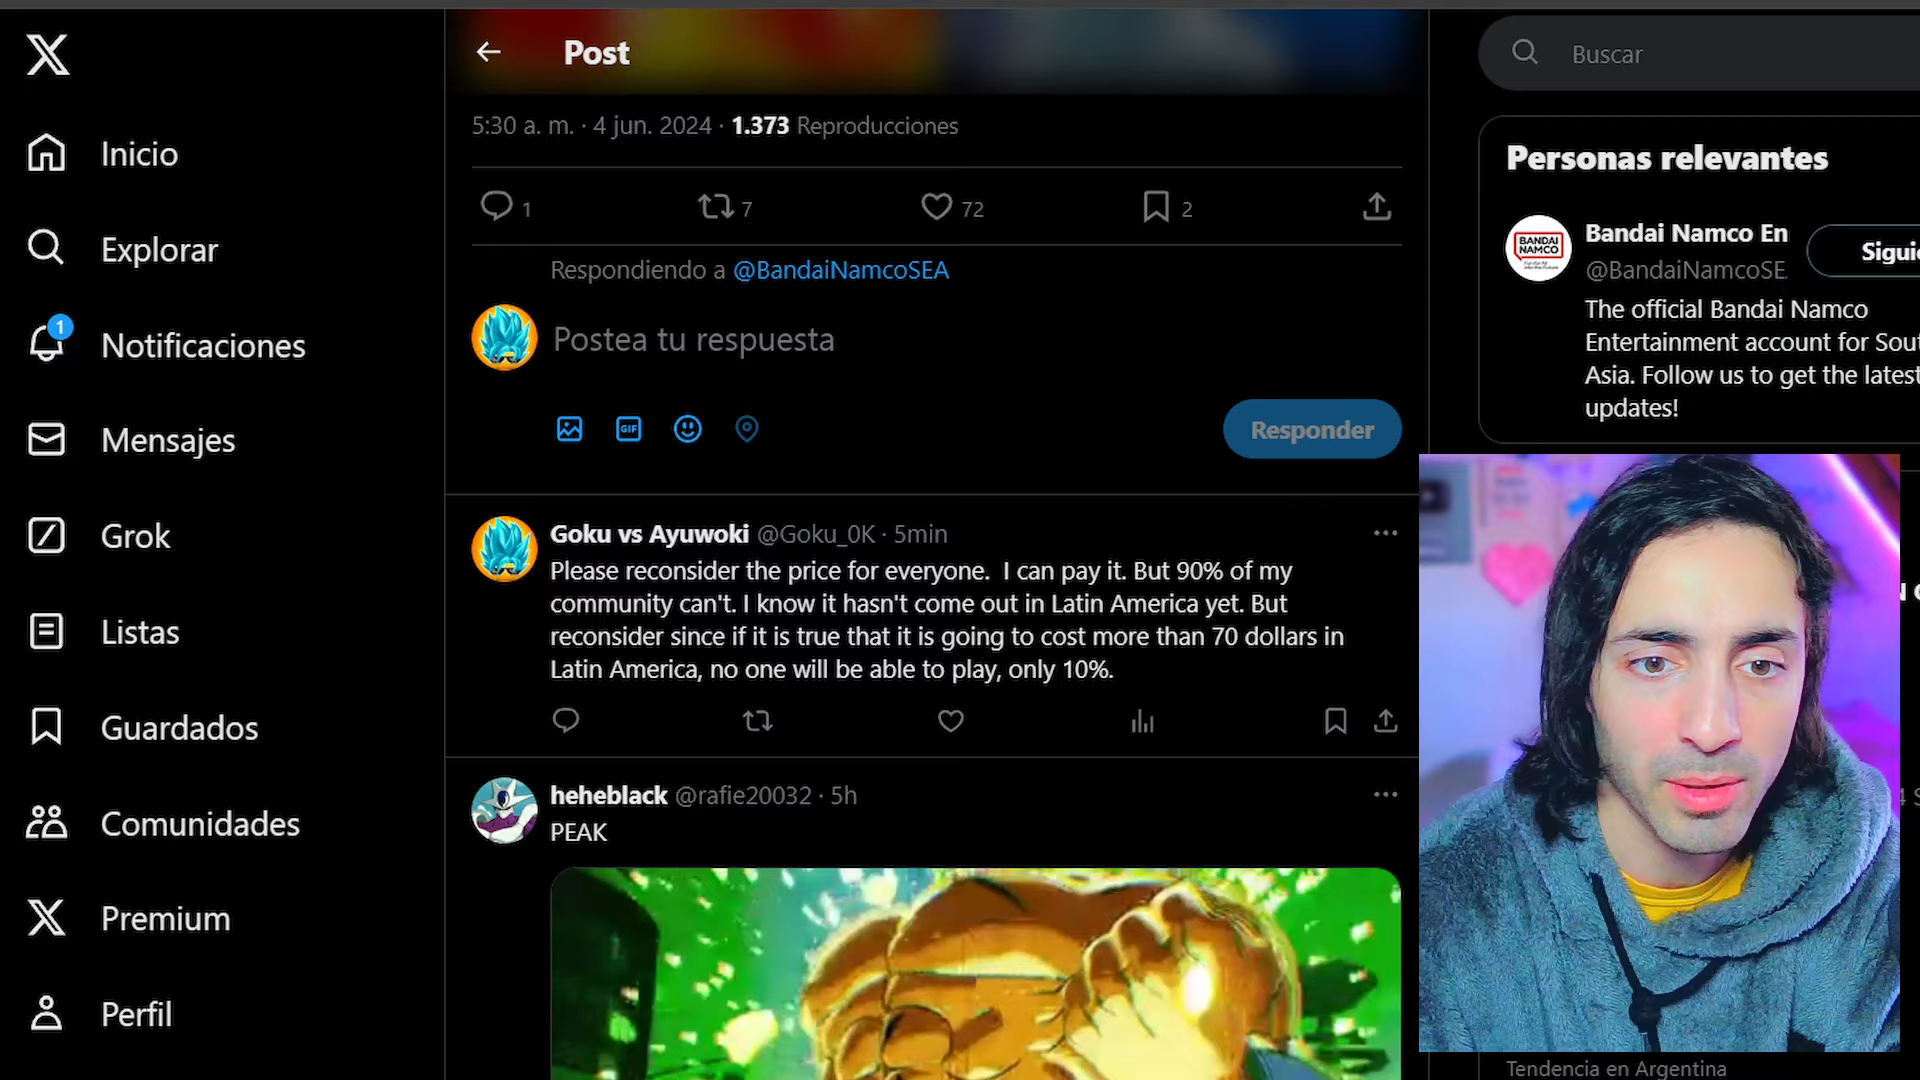 Post
Buscar
5:30 a. m. · 4 jun. 2024 · 1.373 Reproducciones
Inicio
Personas relevantes
1
7
72
2
Explorar
BANDAI NAMCO
Bandai Namco En
Siguie
@BandaiNamcoSE
Respondiendo a @BandaiNamcoSEA
The official Bandai Namco
Entertainment account for Sout
Asia. Follow us to get the latest
updates!
1
Notificaciones
Postea tu respuesta
GIF
Responder
Mensajes
Grok
Goku vs Ayuwoki @Goku_0K · 5min
Please reconsider the price for everyone.  I can pay it. But 90% of my
community can't. I know it hasn't come out in Latin America yet. But
reconsider since if it is true that it is going to cost more than 70 dollars in
Latin America, no one will be able to play, only 10%.
Listas
Guardados
heheblack @rafie20032 · 5h
PEAK
Comunidades
Premium
Perfil
Tendencia en Argentina